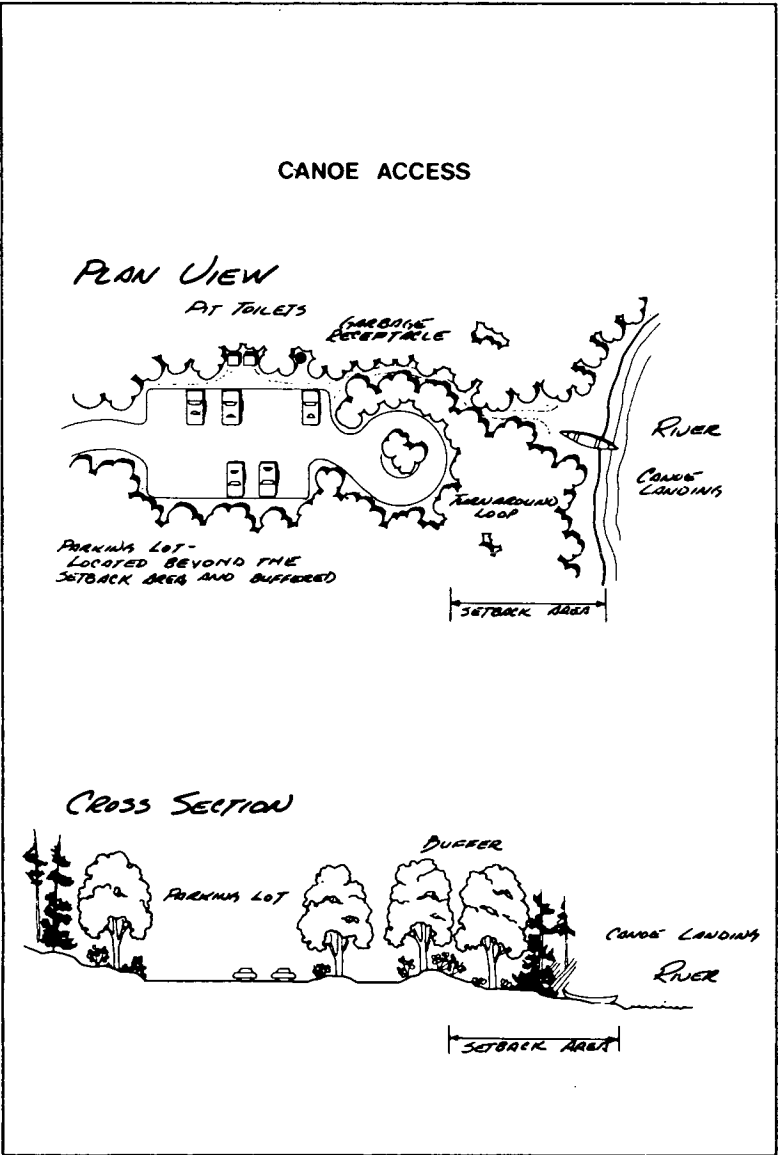 CANOE ACCESS
PLAN VIEW
PIT TOILETS
GARBAGE
RECEPTACLE
RIVER
CANOE
LANDING
TURNAROUND
LOOP
PARKING LOT-
LOCATED BEYOND THE
SETBACK AREA AND BUFFERED
SETBACK AREA
CROSS SECTION
BUFFER
PARKING LOT
CANOE LANDING
RIVER
SETBACK AREA